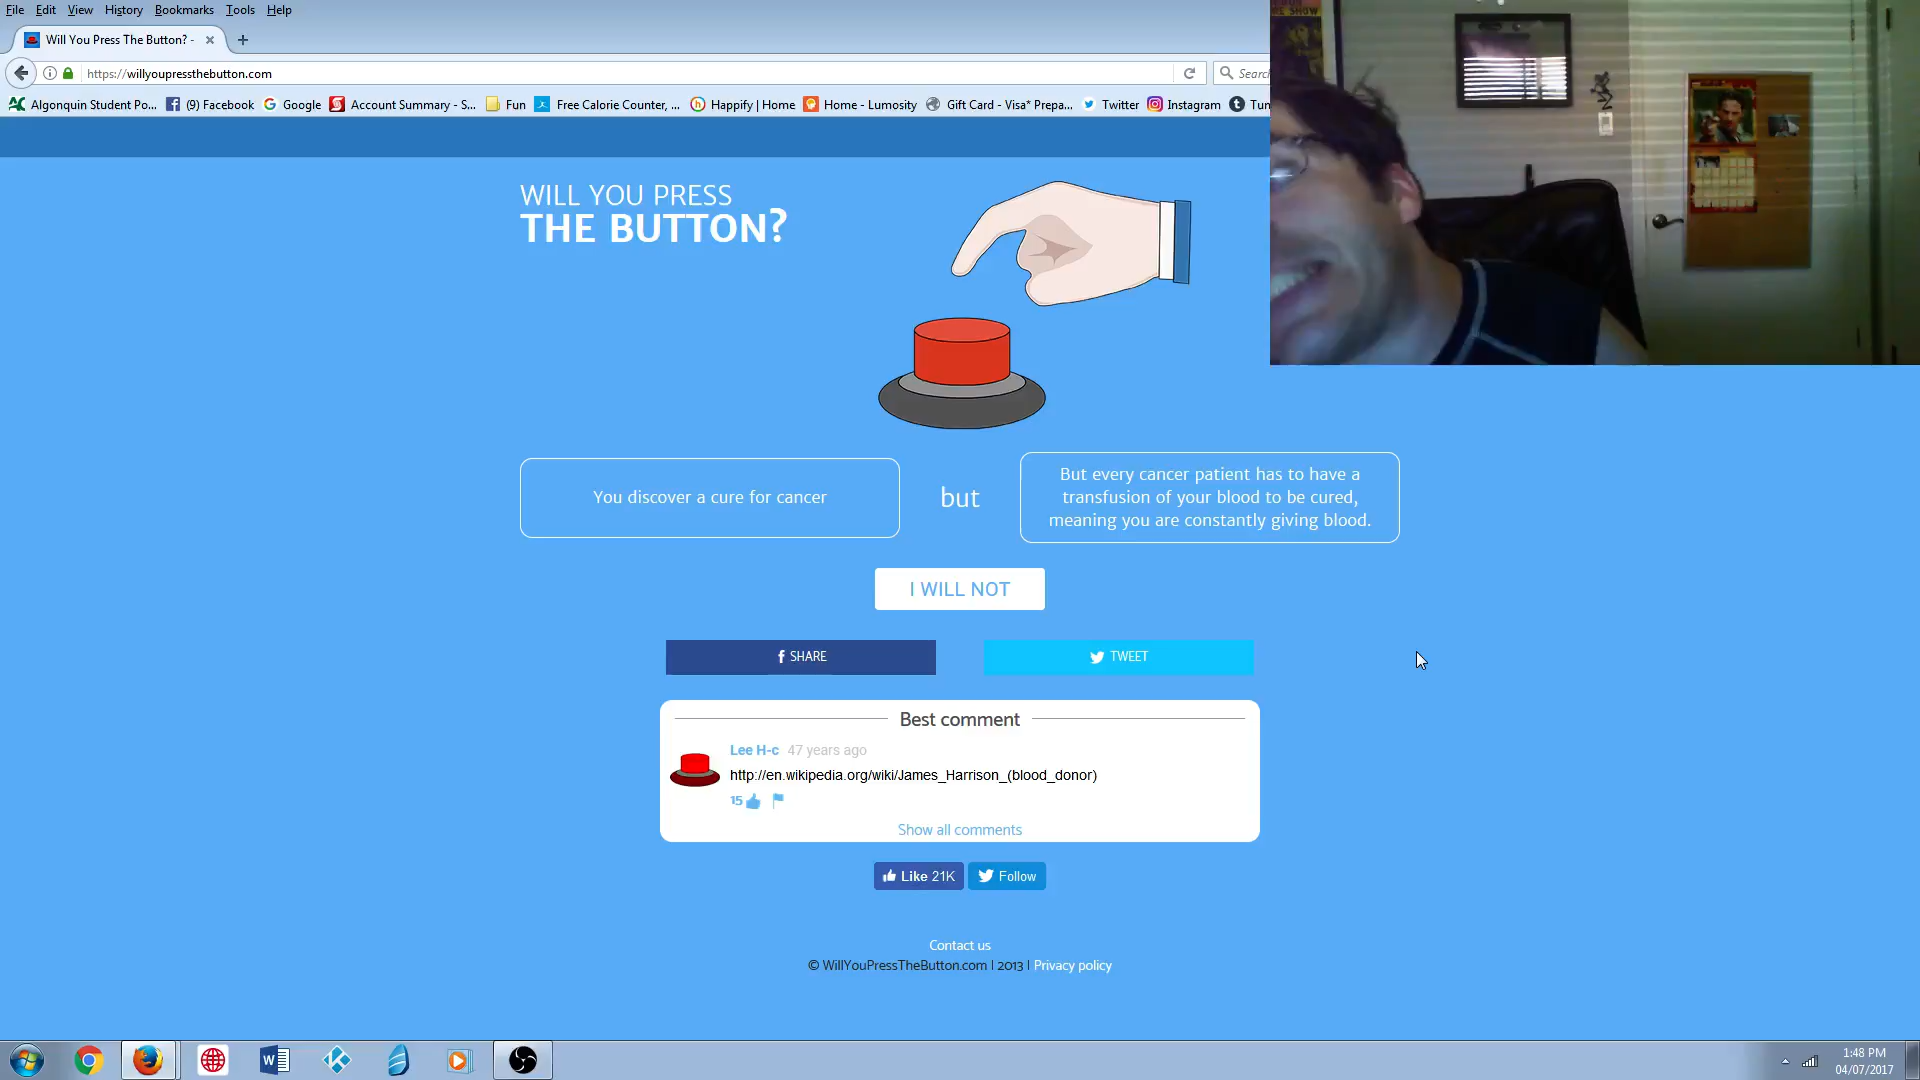 File Edit View History Bookmarks Tools Help
Will You Press The Button? -
https://willyoupressthebutton.com
Search
Algonquin Student Po... (9) Facebook Google Account Summary - S... Fun Free Calorie Counter, ... Happify | Home Home - Lumosity Gift Card - Visa* Prepa... Twitter Instagram Tum
SHOW
WILL YOU PRESS
THE BUTTON?
You discover a cure for cancer
but
But every cancer patient has to have a
transfusion of your blood to be cured,
meaning you are constantly giving blood.
I WILL NOT
SHARE
TWEET
Best comment
Lee H-c 47 years ago
http://en.wikipedia.org/wiki/James_Harrison_(blood_donor)
15
Show all comments
Like 21K
Follow
Contact us
© WillYouPressTheButton.com | 2013 | Privacy policy
1:48 PM
04/07/2017